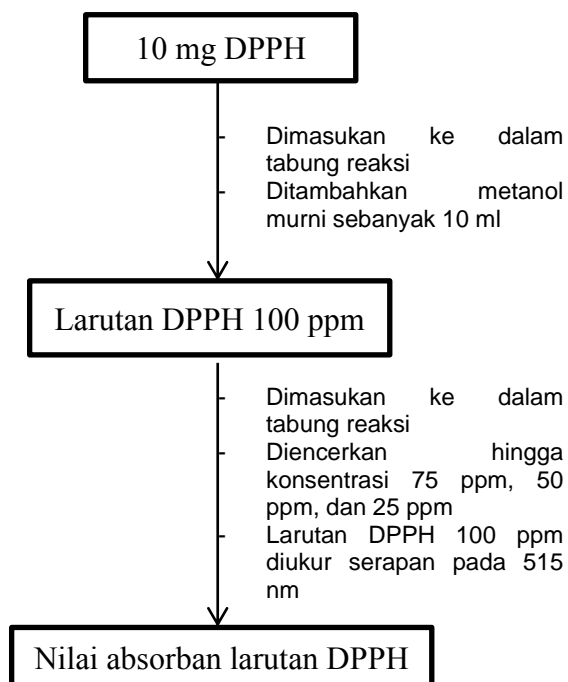 10 mg DPPH
- Dimasukan ke dalam
tabung reaksi
- Ditambahkan metanol
murni sebanyak 10 ml
Larutan DPPH 100 ppm
- Dimasukan ke dalam
tabung reaksi
- Diencerkan hingga
konsentrasi 75 ppm, 50
ppm, dan 25 ppm
- Larutan DPPH 100 ppm
diukur serapan pada 515
nm
Nilai absorban larutan DPPH